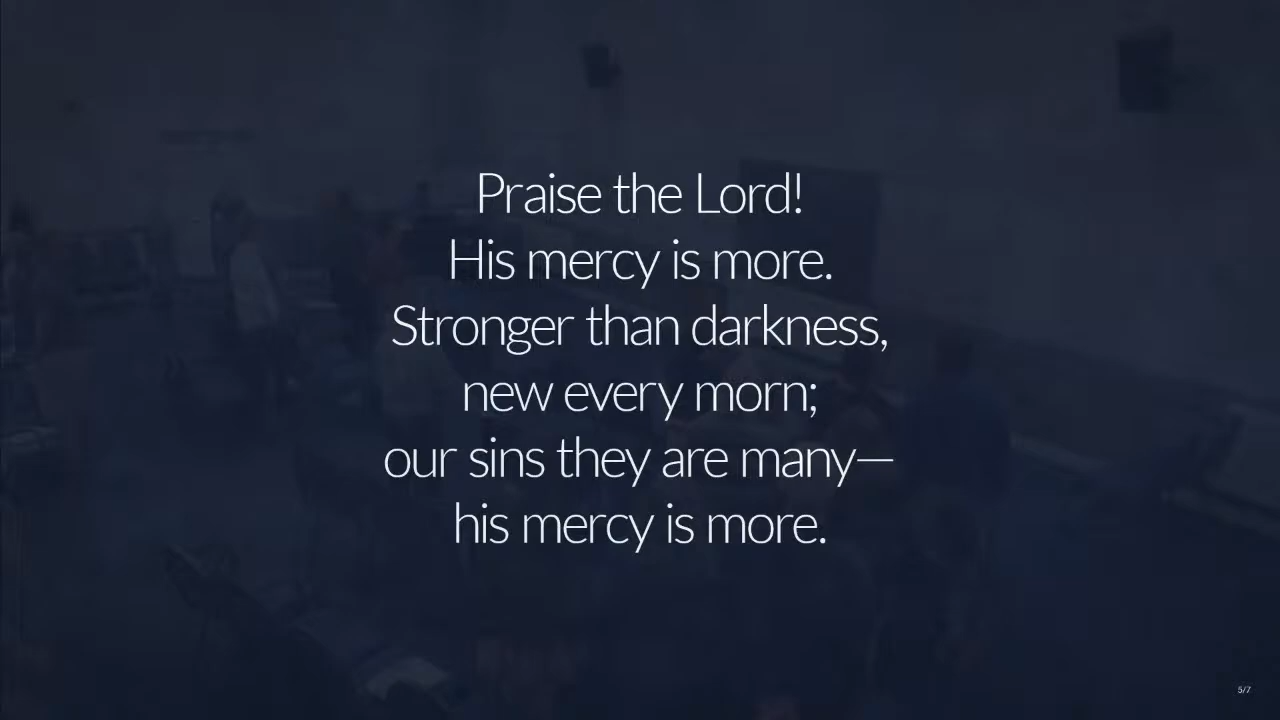 Praise the Lord!
His mercy is more.
Stronger than darkness,
new every morn;
our sins they are many—
his mercy is more.
5/7